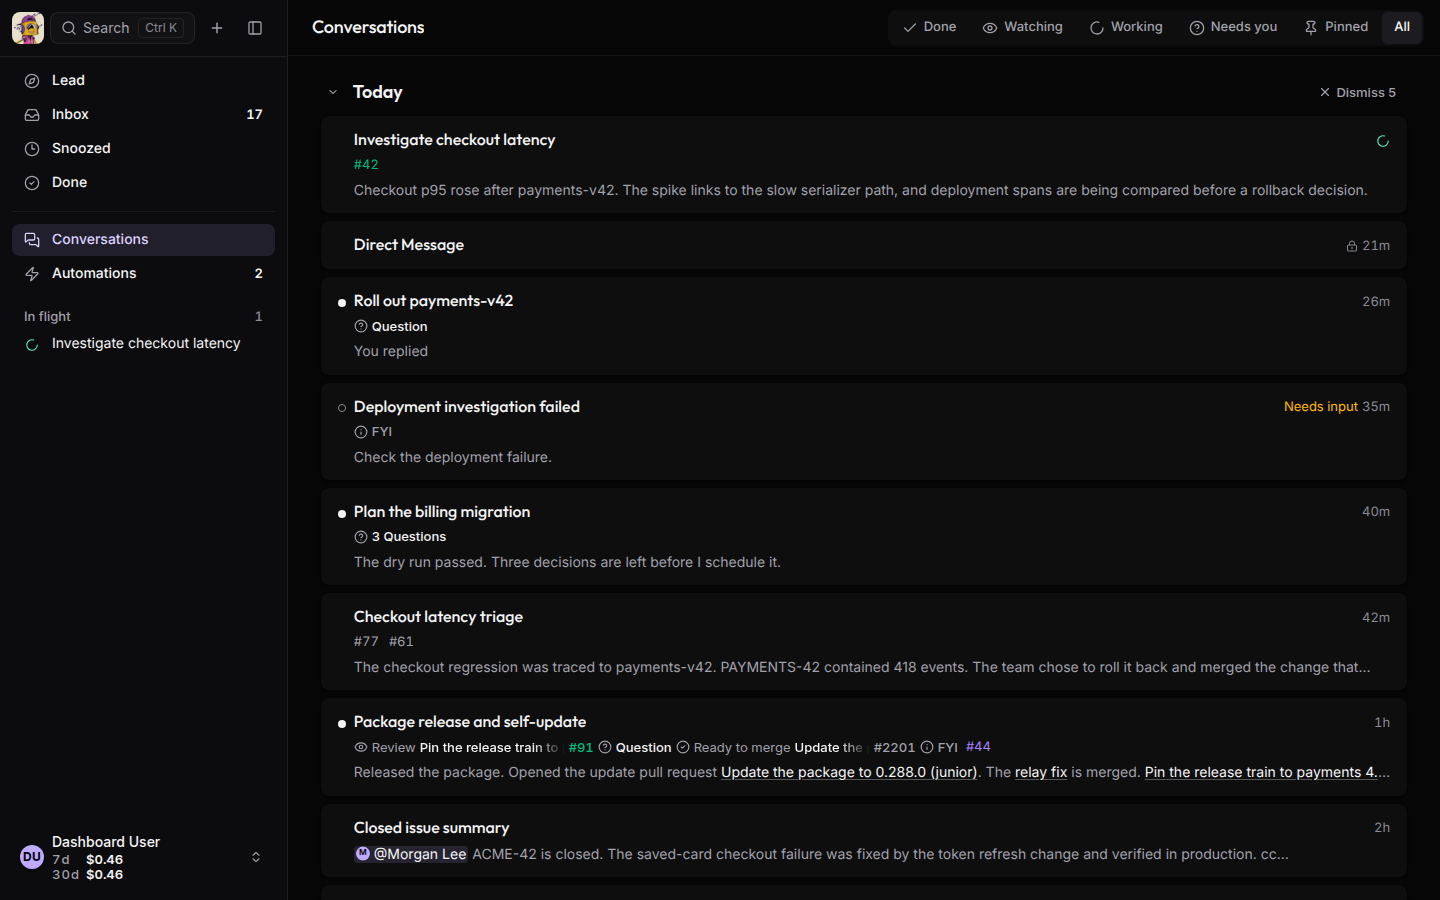 Search Ctrl K
Lead
Inbox 17
Snoozed
Done
Conversations
Automations 2
In flight 1
Investigate checkout latency
Dashboard User
DU
7d $0.46
30d $0.46
Conversations
Done Watching Working Needs you Pinned All
Today
Dismiss 5
Investigate checkout latency
#42
Checkout p95 rose after payments-v42. The spike links to the slow serializer path, and deployment spans are being compared before a rollback decision.
Direct Message 21m
Roll out payments-v42 26m
Question
You replied
Deployment investigation failed Needs input 35m
FYI
Check the deployment failure.
Plan the billing migration 40m
3 Questions
The dry run passed. Three decisions are left before I schedule it.
Checkout latency triage 42m
#77 #61
The checkout regression was traced to payments-v42. PAYMENTS-42 contained 418 events. The team chose to roll it back and merged the change that...
Package release and self-update 1h
Review Pin the release train to #91 Question Ready to merge Update the #2201 FYI #44
Released the package. Opened the update pull request Update the package to 0.288.0 (junior). The relay fix is merged. Pin the release train to payments 4....
Closed issue summary 2h
M @Morgan Lee ACME-42 is closed. The saved-card checkout failure was fixed by the token refresh change and verified in production. cc...